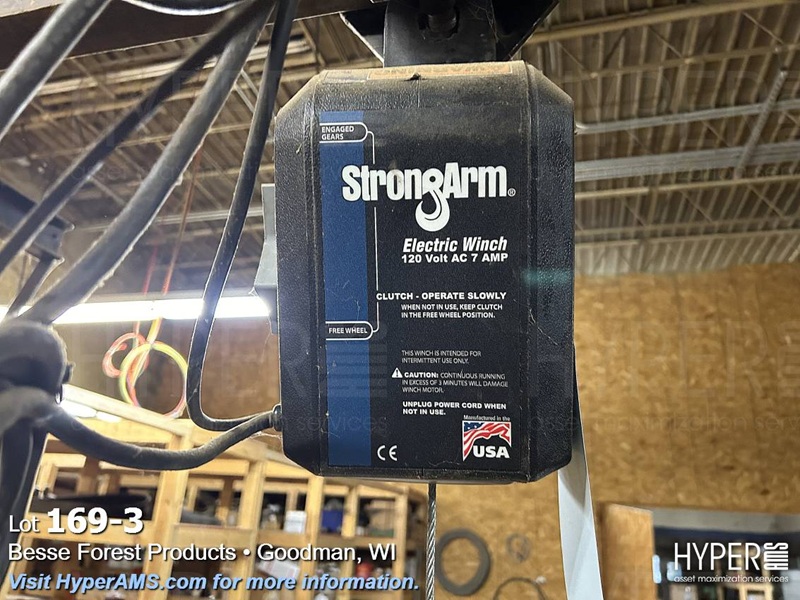 ENGAGED
GEARS
StrongArm®
Electric Winch
120 Volt AC 7 AMP
CLUTCH - OPERATE SLOWLY
WHEN NOT IN USE, KEEP CLUTCH
IN THE FREE WHEEL POSITION.
FREE WHEEL
THIS WINCH IS INTENDED FOR
INTERMITTENT USE ONLY.
CAUTION: CONTINUOUS RUNNING
IN EXCESS OF 3 MINUTES WILL DAMAGE
WINCH MOTOR.
UNPLUG POWER CORD WHEN
NOT IN USE.
Manufactured in the
USA
CE
Lot 169-3
Besse Forest Products • Goodman, WI
Visit HyperAMS.com for more information.
HYPER AMS
asset maximization services